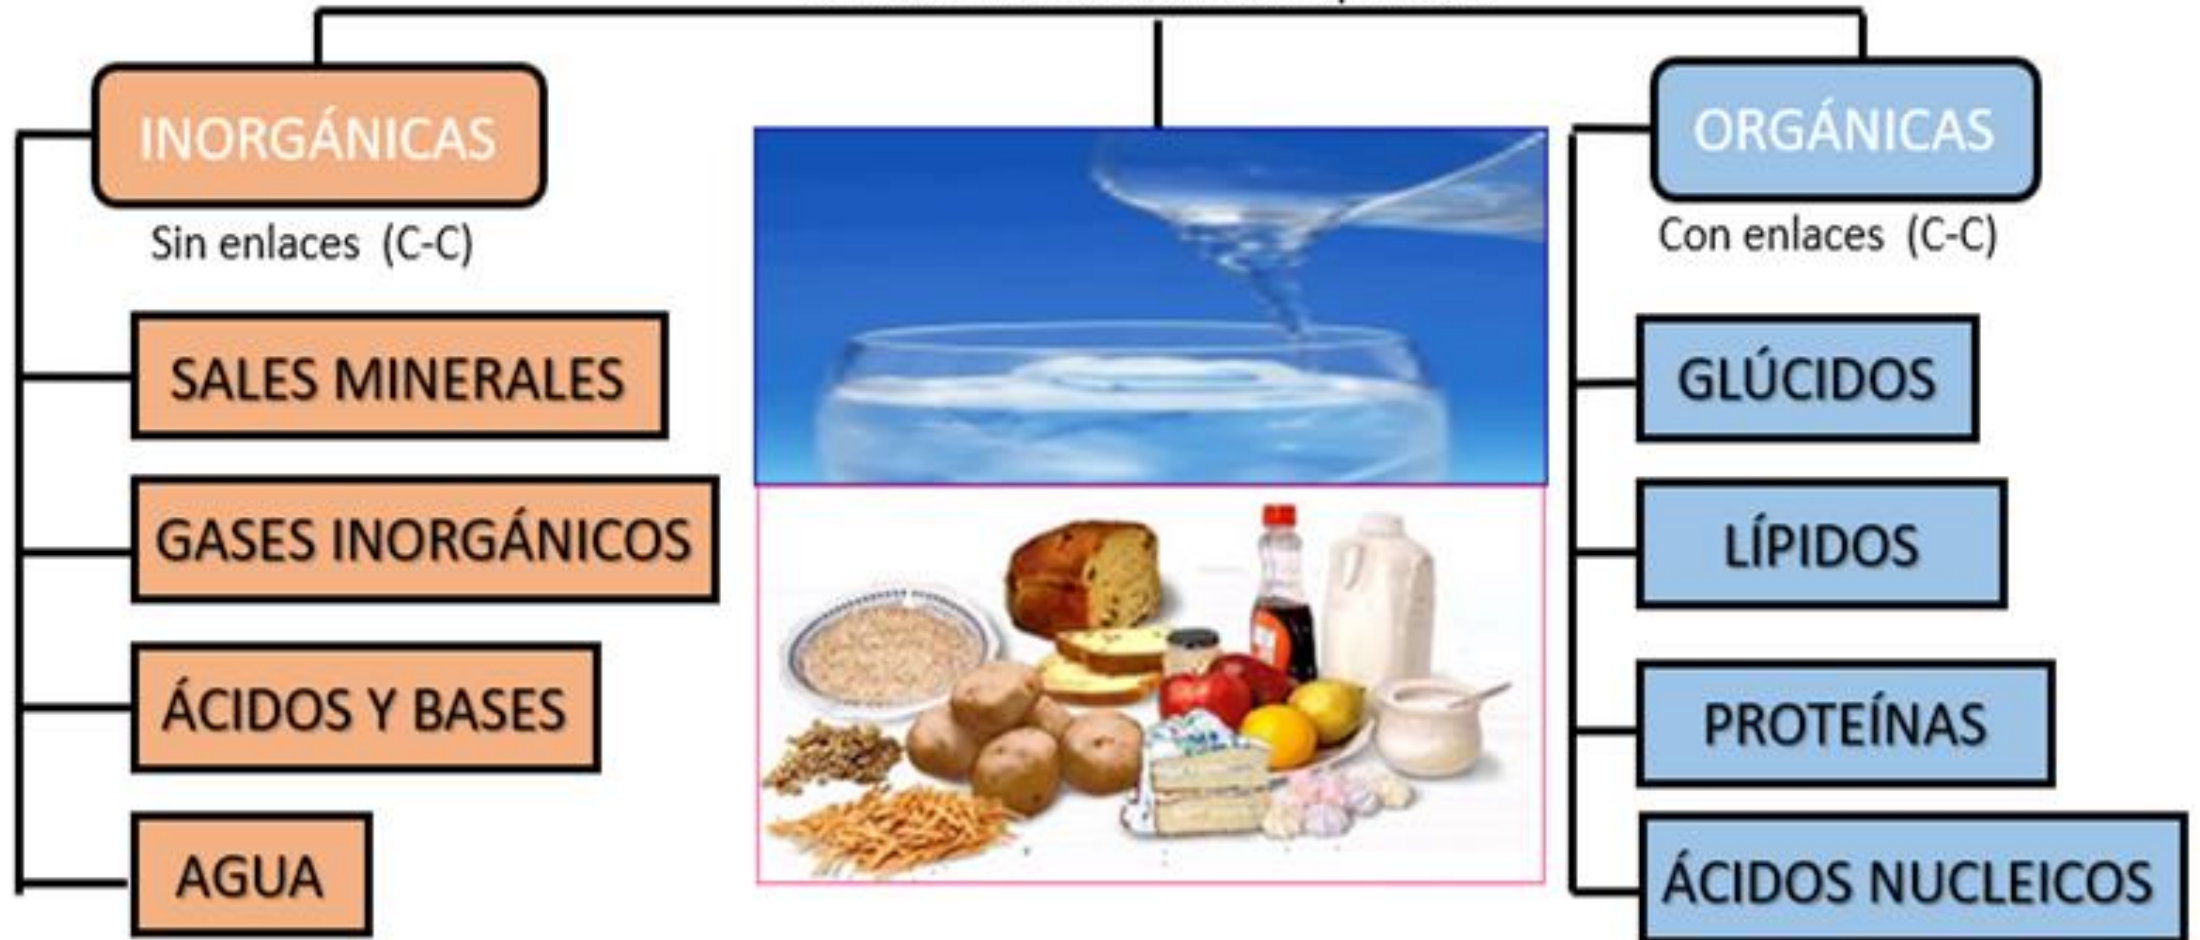 INORGÁNICAS
Sin enlaces (C-C)
SALES MINERALES
GASES INORGÁNICOS
ÁCIDOS Y BASES
AGUA
ORGÁNICAS
Con enlaces (C-C)
GLÚCIDOS
LÍPIDOS
PROTEÍNAS
ÁCIDOS NUCLEICOS